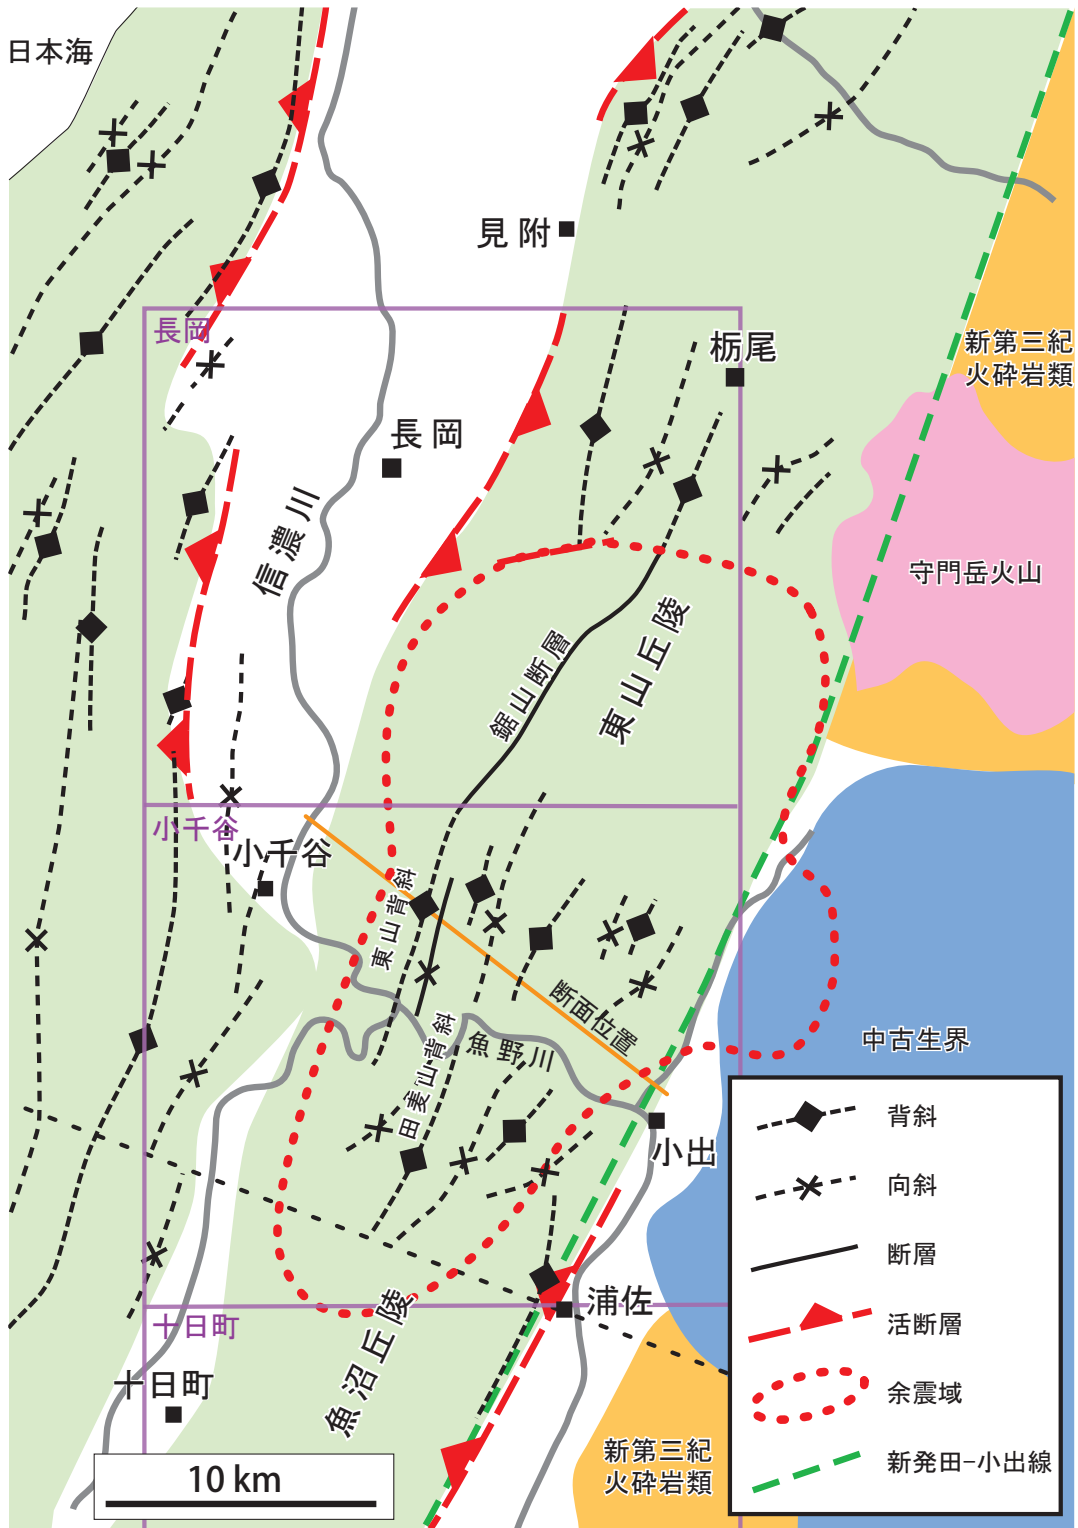 日本海
見附
長岡
栃尾
新第三紀
火砕岩類
長岡
信濃川
守門岳火山
鋸山断層
東山丘陵
小千谷
小千谷
東山背斜
断面位置
田麦山背斜
魚野川
中古生界
小出
浦佐
十日町
魚沼丘陵
十日町
新第三紀
火砕岩類
10 km
背斜
向斜
断層
活断層
余震域
新発田−小出線